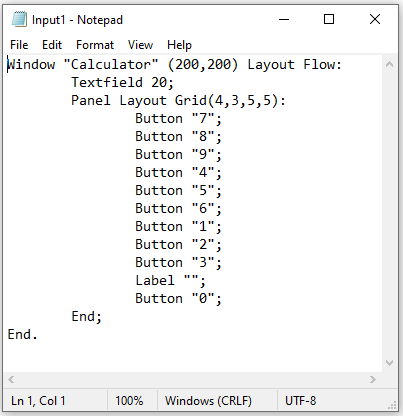 Input1 - Notepad
File Edit Format View Help
Window "Calculator" (200,200) Layout Flow:
Textfield 20;
Panel Layout Grid(4,3,5,5):
Button "7";
Button "8";
Button "9";
Button "4";
Button "5";
Button "6";
Button "1";
Button "2";
Button "3";
Label "";
Button "0";
End;
End.
Ln 1, Col 1 100% Windows (CRLF) UTF-8